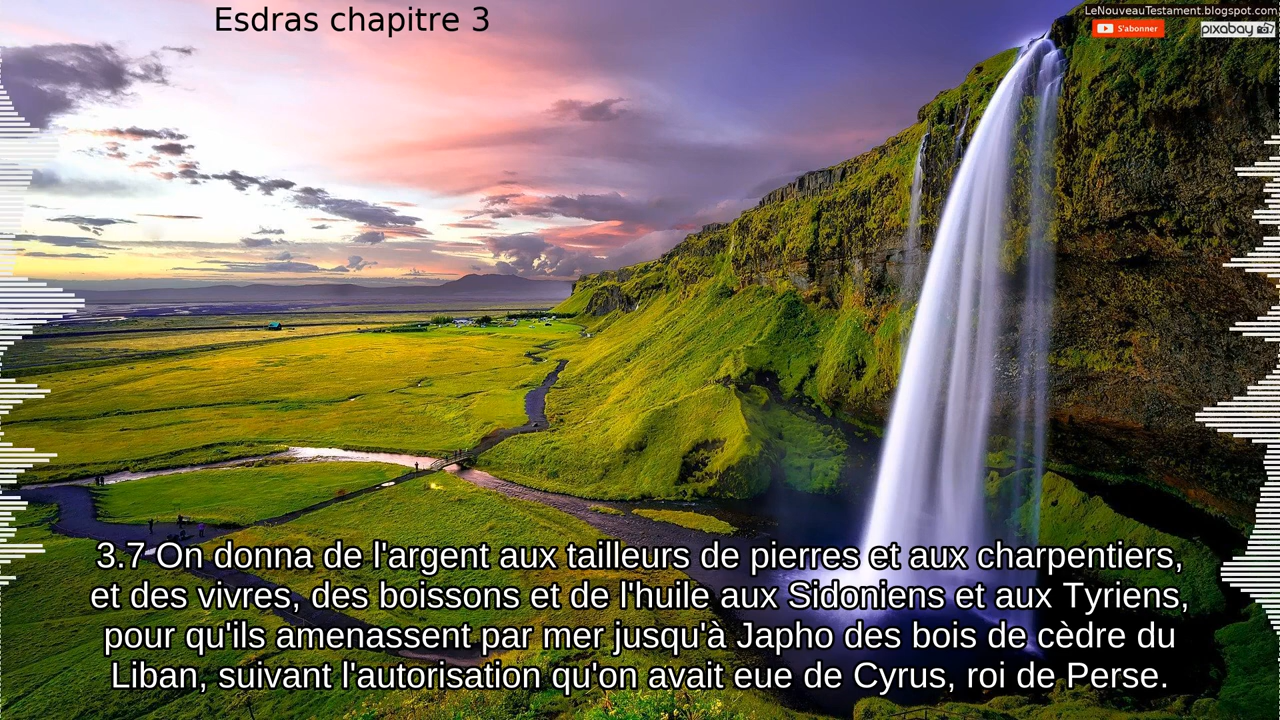 Esdras chapitre 3
LeNouveauTestament.blogspot.com
S'abonner
pixabay
3.7 On donna de l'argent aux tailleurs de pierres et aux charpentiers,
et des vivres, des boissons et de l'huile aux Sidoniens et aux Tyriens,
pour qu'ils amenassent par mer jusqu'à Japho des bois de cèdre du
Liban, suivant l'autorisation qu'on avait eue de Cyrus, roi de Perse.